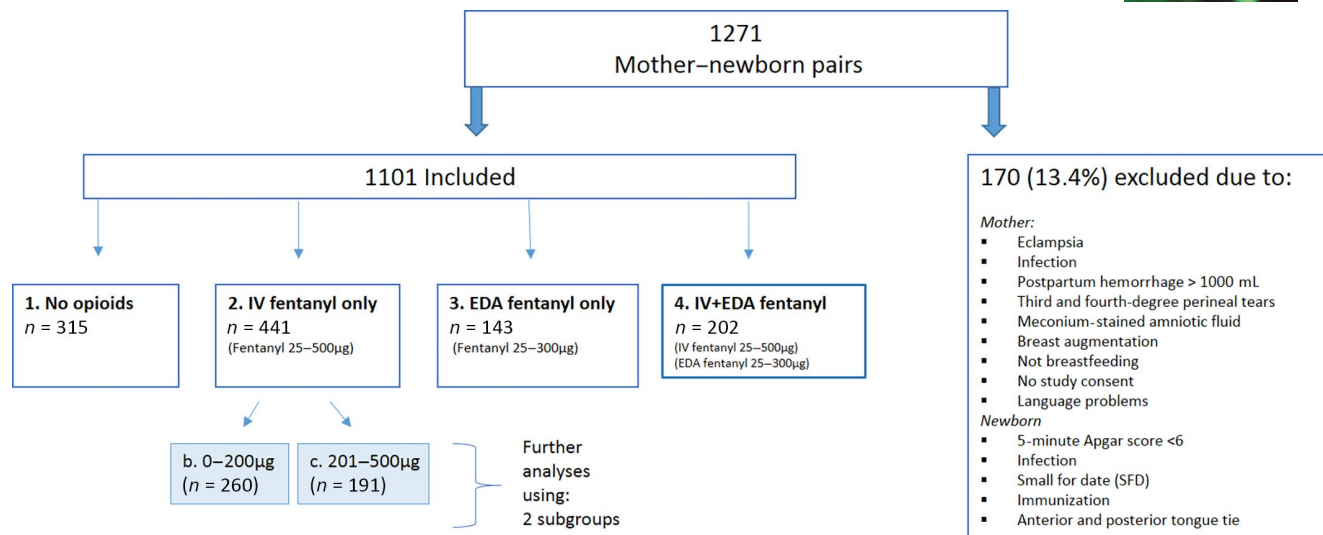 1271
Mother–newborn pairs
1101 Included
170 (13.4%) excluded due to:
Mother:
▪ Eclampsia
▪ Infection
▪ Postpartum hemorrhage > 1000 mL
▪ Third and fourth-degree perineal tears
▪ Meconium-stained amniotic fluid
▪ Breast augmentation
▪ Not breastfeeding
▪ No study consent
▪ Language problems
Newborn
▪ 5-minute Apgar score <6
▪ Infection
▪ Small for date (SFD)
▪ Immunization
▪ Anterior and posterior tongue tie
1. No opioids
n = 315
2. IV fentanyl only
n = 441
(Fentanyl 25–500µg)
3. EDA fentanyl only
n = 143
(Fentanyl 25–300µg)
4. IV+EDA fentanyl
n = 202
(IV fentanyl 25–500µg)
(EDA fentanyl 25–300µg)
b. 0–200µg
(n = 260)
c. 201–500µg
(n = 191)
Further
analyses
using:
2 subgroups